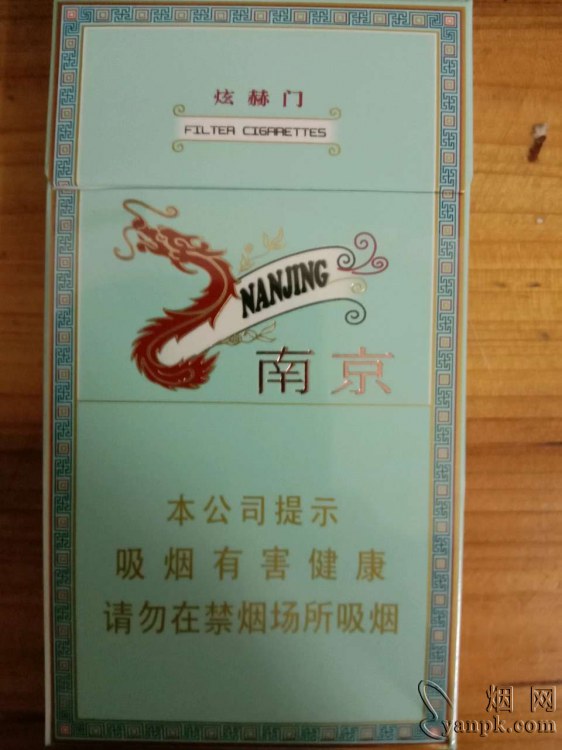 炫赫门
FILTER CIGARETTES
NANJING
南京
本公司提示
吸烟有害健康
请勿在禁烟场所吸烟
烟网
yanpk.com